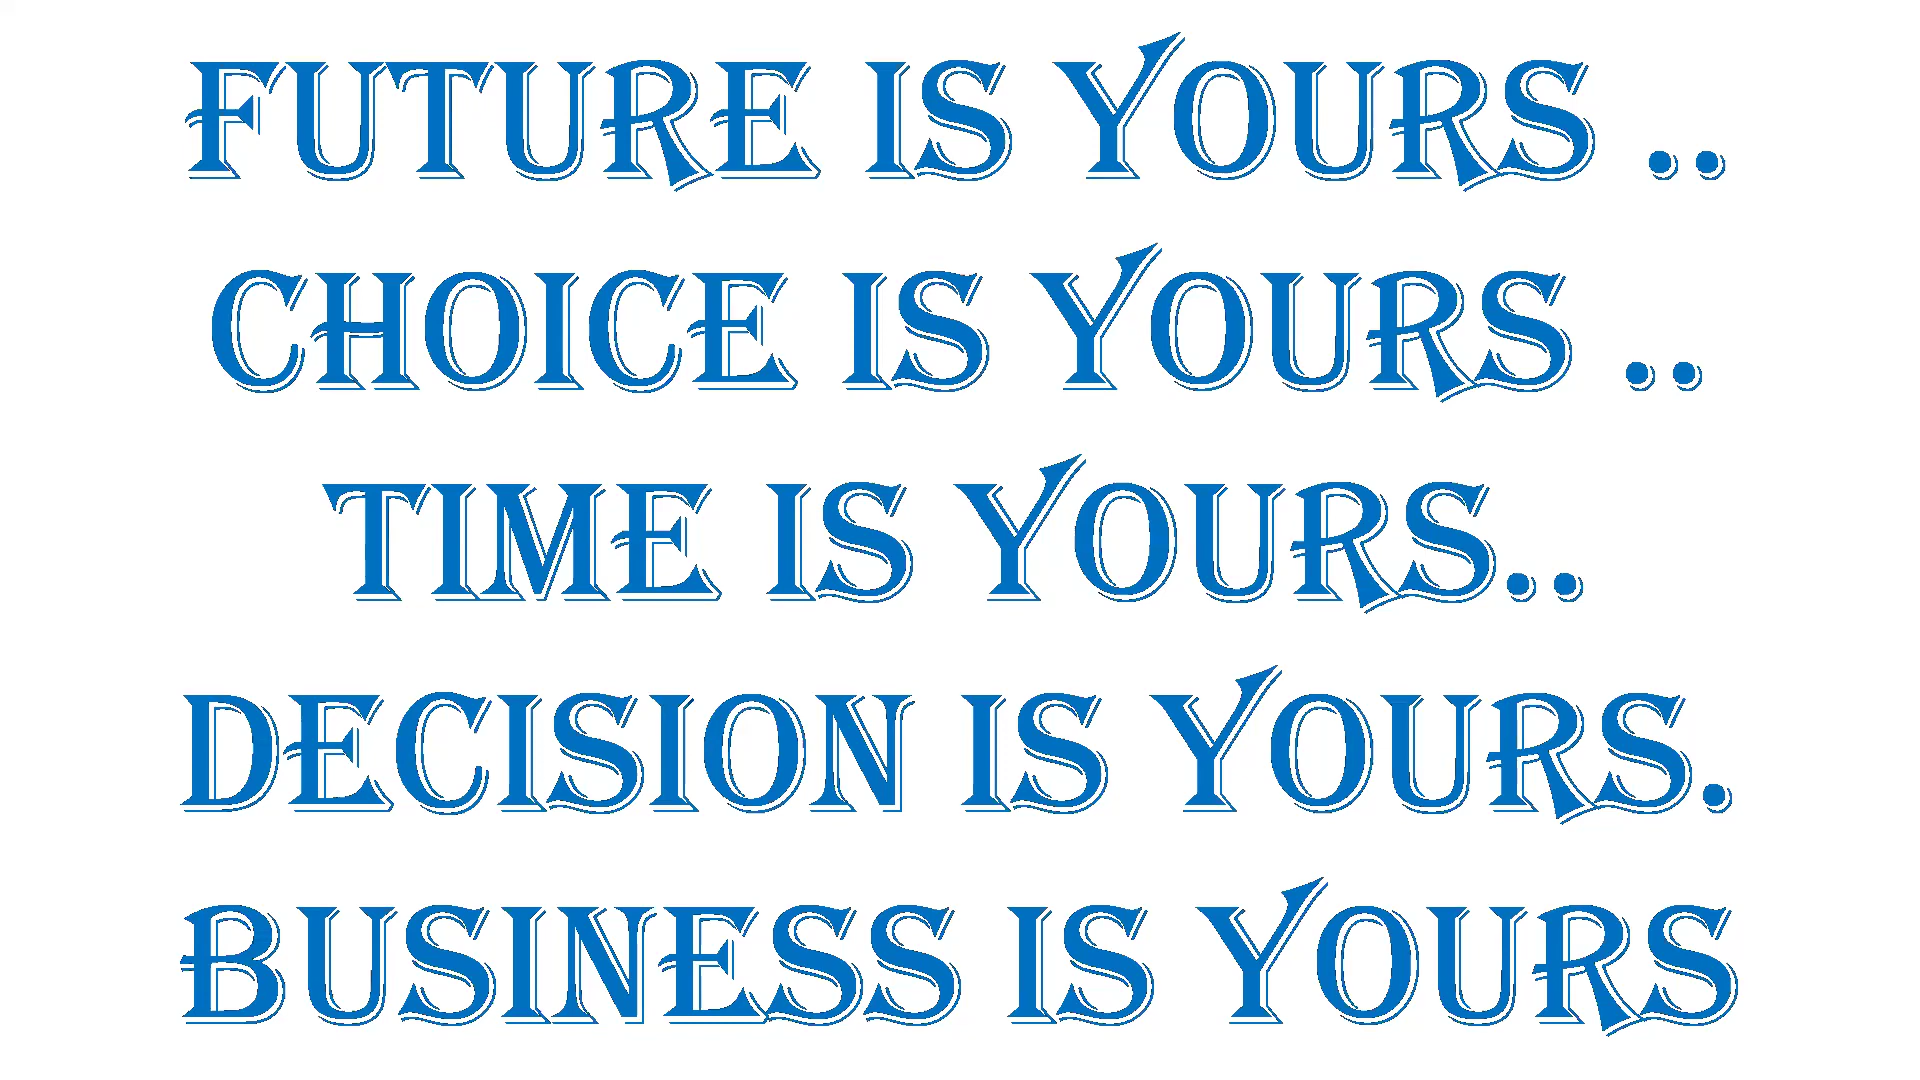 FUTURE IS YOURS ..
CHOICE IS YOURS ..
TIME IS YOURS..
DECISION IS YOURS.
BUSINESS IS YOURS